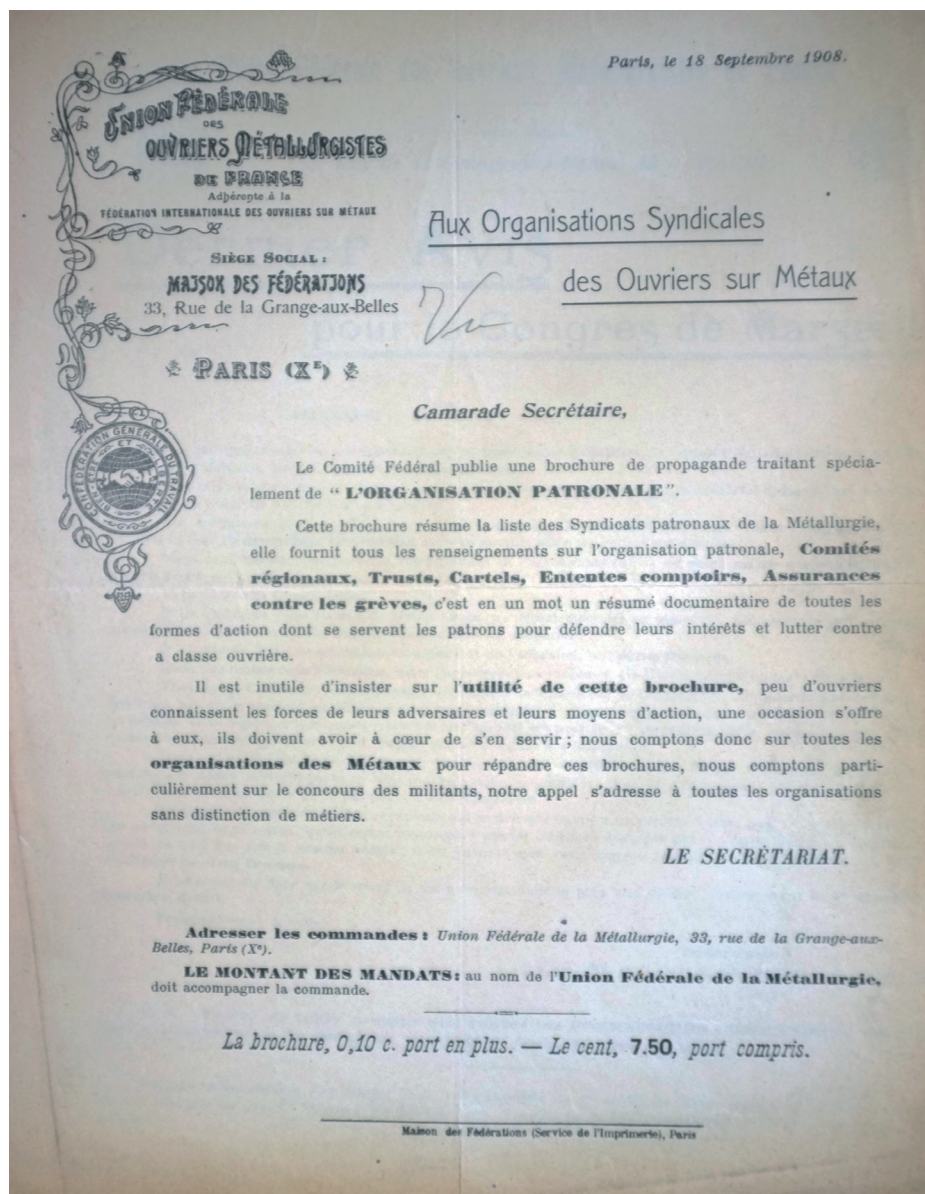 Paris, le 18 Septembre 1908.
UNION FÉDÉRALE
DES
OUVRIERS MÉTALLURGISTES
DE FRANCE
Adhérente à la
FÉDÉRATION INTERNATIONALE DES OUVRIERS SUR MÉTAUX
SIÈGE SOCIAL :
MAISON DES FÉDÉRATIONS
33, Rue de la Grange-aux-Belles
PARIS (XE)
CONFÉDÉRATION GÉNÉRALE DU TRAVAIL
BIEN-ÊTRE ET LIBERTÉ
Aux Organisations Syndicales
des Ouvriers sur Métaux
Vu
Camarade Secrétaire,
Le Comité Fédéral publie une brochure de propagande traitant spécia-
lement de “ L'ORGANISATION PATRONALE ”.
Cette brochure résume la liste des Syndicats patronaux de la Métallurgie,
elle fournit tous les renseignements sur l'organisation patronale, Comités
régionaux, Trusts, Cartels, Ententes comptoirs, Assurances
contre les grèves, c'est en un mot un résumé documentaire de toutes les
formes d'action dont se servent les patrons pour défendre leurs intérêts et lutter contre
a classe ouvrière.
Il est inutile d'insister sur l'utilité de cette brochure, peu d'ouvriers
connaissent les forces de leurs adversaires et leurs moyens d'action, une occasion s'offre
à eux, ils doivent avoir à cœur de s'en servir ; nous comptons donc sur toutes les
organisations des Métaux pour répandre ces brochures, nous comptons parti-
culièrement sur le concours des militants, notre appel s'adresse à toutes les organisations
sans distinction de métiers.
LE SECRÈTARIAT.
Adresser les commandes : Union Fédérale de la Métallurgie, 33, rue de la Grange-aux-
Belles, Paris (Xe).
LE MONTANT DES MANDATS : au nom de l'Union Fédérale de la Métallurgie,
doit accompagner la commande.
La brochure, 0,10 c. port en plus. — Le cent, 7.50, port compris.
Maison des Fédérations (Service de l'Imprimerie), Paris